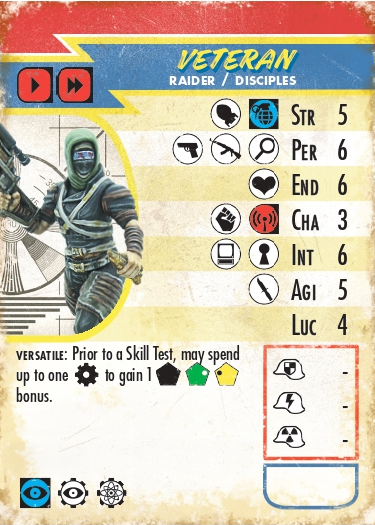 VETERAN
RAIDER / DISCIPLES
STR 5
PER 6
END 6
CHA 3
INT 6
AGI 5
LUC 4
VERSATILE: Prior to a Skill Test, may spend
up to one to gain 1
bonus.
-
-
-